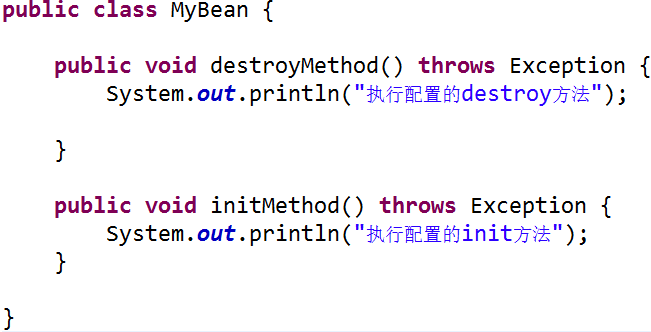 public class MyBean {
public void destroyMethod() throws Exception {
System.out.println("执行配置的destroy方法");
}
public void initMethod() throws Exception {
System.out.println("执行配置的init方法");
}
}